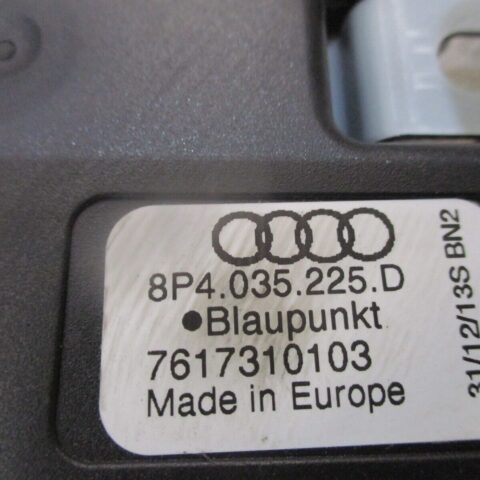 8P4.035.225.D
●Blaupunkt
7617310103
Made in Europe
31/12/13S BN2